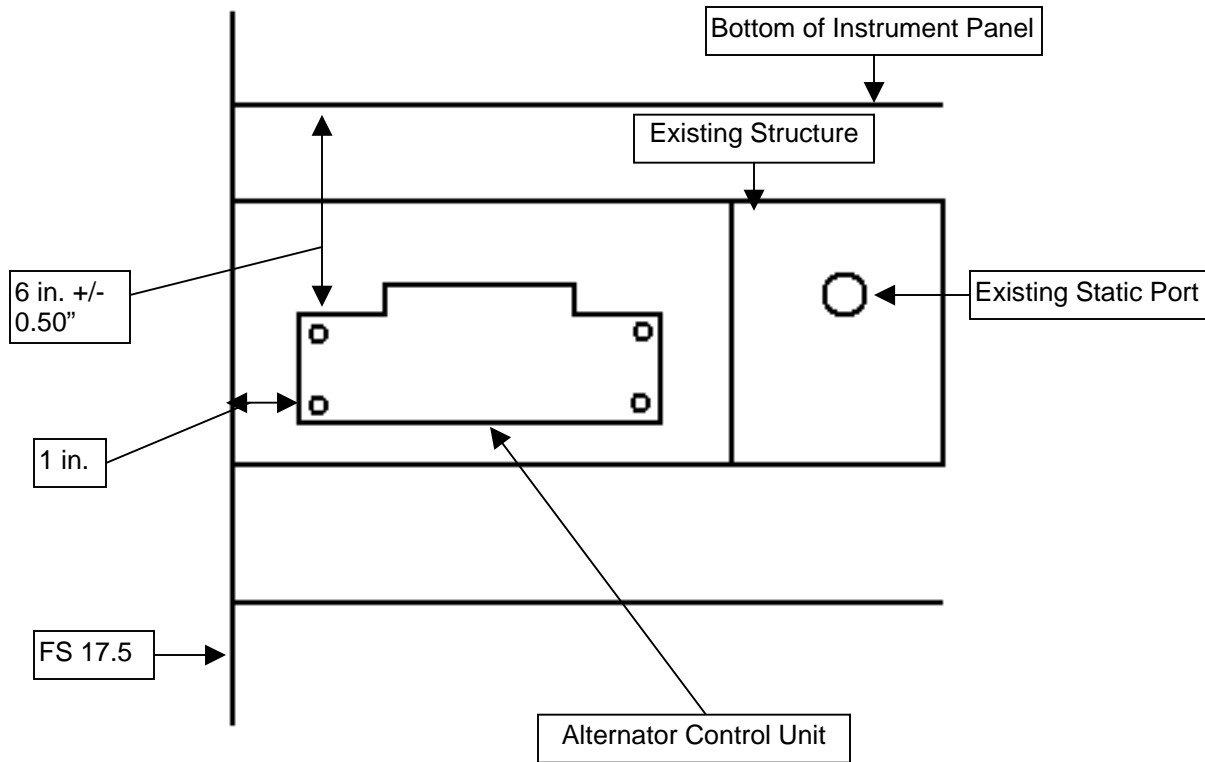 Bottom of Instrument Panel
Existing Structure
6 in. +/-
0.50”
Existing Static Port
1 in.
FS 17.5
Alternator Control Unit